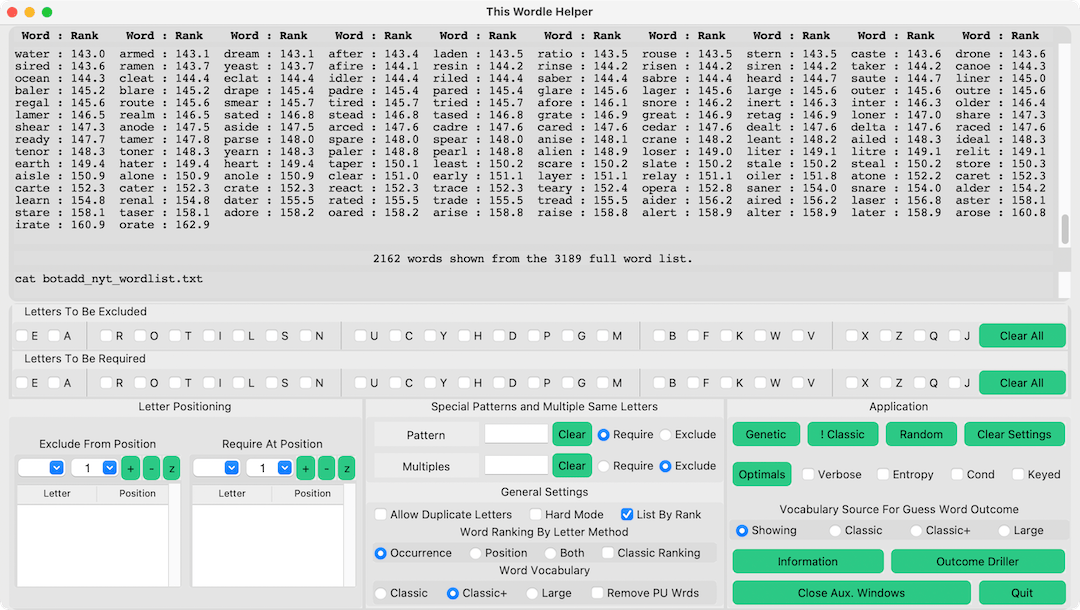 This Wordle Helper
Word : Rank Word : Rank Word : Rank Word : Rank Word : Rank Word : Rank Word : Rank Word : Rank Word : Rank Word : Rank
water : 143.0 armed : 143.1 dream : 143.1 after : 143.4 laden : 143.5 ratio : 143.5 rouse : 143.5 stern : 143.5 caste : 143.6 drone : 143.6
sired : 143.6 ramen : 143.7 yeast : 143.7 afire : 144.1 resin : 144.2 rinse : 144.2 risen : 144.2 siren : 144.2 taker : 144.2 canoe : 144.3
ocean : 144.3 cleat : 144.4 eclat : 144.4 idler : 144.4 riled : 144.4 saber : 144.4 sabre : 144.4 heard : 144.7 saute : 144.7 liner : 145.0
baler : 145.2 blare : 145.2 drape : 145.4 padre : 145.4 pared : 145.4 glare : 145.6 lager : 145.6 large : 145.6 outer : 145.6 outre : 145.6
regal : 145.6 route : 145.6 smear : 145.7 tired : 145.7 tried : 145.7 afore : 146.1 snore : 146.2 inert : 146.3 inter : 146.3 older : 146.4
lamer : 146.5 realm : 146.5 sated : 146.8 stead : 146.8 tased : 146.8 grate : 146.9 great : 146.9 retag : 146.9 loner : 147.0 share : 147.3
shear : 147.3 anode : 147.5 aside : 147.5 arced : 147.6 cadre : 147.6 cared : 147.6 cedar : 147.6 dealt : 147.6 delta : 147.6 raced : 147.6
ready : 147.7 tamer : 147.8 parse : 148.0 spare : 148.0 spear : 148.0 anise : 148.1 crane : 148.2 leant : 148.2 ailed : 148.3 ideal : 148.3
tenor : 148.3 toner : 148.3 yearn : 148.3 paler : 148.8 pearl : 148.8 alien : 148.9 loser : 149.0 liter : 149.1 litre : 149.1 relit : 149.1
earth : 149.4 hater : 149.4 heart : 149.4 taper : 150.1 least : 150.2 scare : 150.2 slate : 150.2 stale : 150.2 steal : 150.2 store : 150.3
aisle : 150.9 alone : 150.9 anole : 150.9 clear : 151.0 early : 151.1 layer : 151.1 relay : 151.1 oiler : 151.8 atone : 152.2 caret : 152.3
carte : 152.3 cater : 152.3 crate : 152.3 react : 152.3 trace : 152.3 teary : 152.4 opera : 152.8 saner : 154.0 snare : 154.0 alder : 154.2
learn : 154.8 renal : 154.8 dater : 155.5 rated : 155.5 trade : 155.5 tread : 155.5 aider : 156.2 aired : 156.2 laser : 156.8 aster : 158.1
stare : 158.1 taser : 158.1 adore : 158.2 oared : 158.2 arise : 158.8 raise : 158.8 alert : 158.9 alter : 158.9 later : 158.9 arose : 160.8
irate : 160.9 orate : 162.9
2162 words shown from the 3189 full word list.
cat botadd_nyt_wordlist.txt
Letters To Be Excluded
E A R O T I L S N U C Y H D P G M B F K W V X Z Q J Clear All
Letters To Be Required
E A R O T I L S N U C Y H D P G M B F K W V X Z Q J Clear All
Letter Positioning
Exclude From Position Require At Position
1 + - z 1 + - z
Letter Position Letter Position
Special Patterns and Multiple Same Letters
Pattern Clear Require Exclude
Multiples Clear Require Exclude
General Settings
Allow Duplicate Letters Hard Mode List By Rank
Word Ranking By Letter Method
Occurrence Position Both Classic Ranking
Word Vocabulary
Classic Classic+ Large Remove PU Wrds
Application
Genetic ! Classic Random Clear Settings
Optimals Verbose Entropy Cond Keyed
Vocabulary Source For Guess Word Outcome
Showing Classic Classic+ Large
Information Outcome Driller
Close Aux. Windows Quit